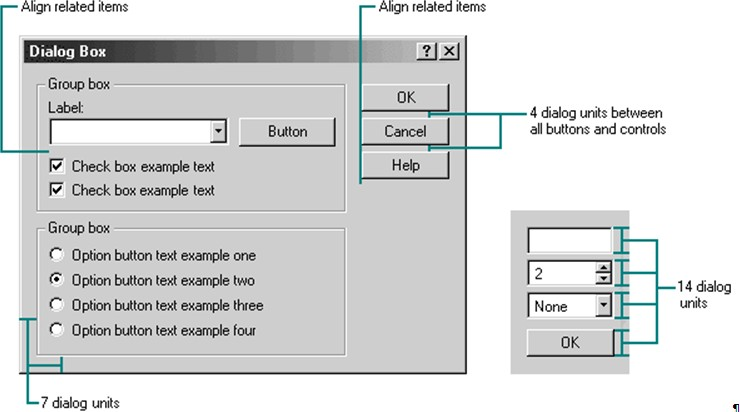 Align related items
Align related items
Dialog Box
Group box
Label:
Button
Check box example text
Check box example text
OK
Cancel
Help
4 dialog units between
all buttons and controls
Group box
Option button text example one
Option button text example two
Option button text example three
Option button text example four
7 dialog units
2
None
OK
14 dialog
units
¶